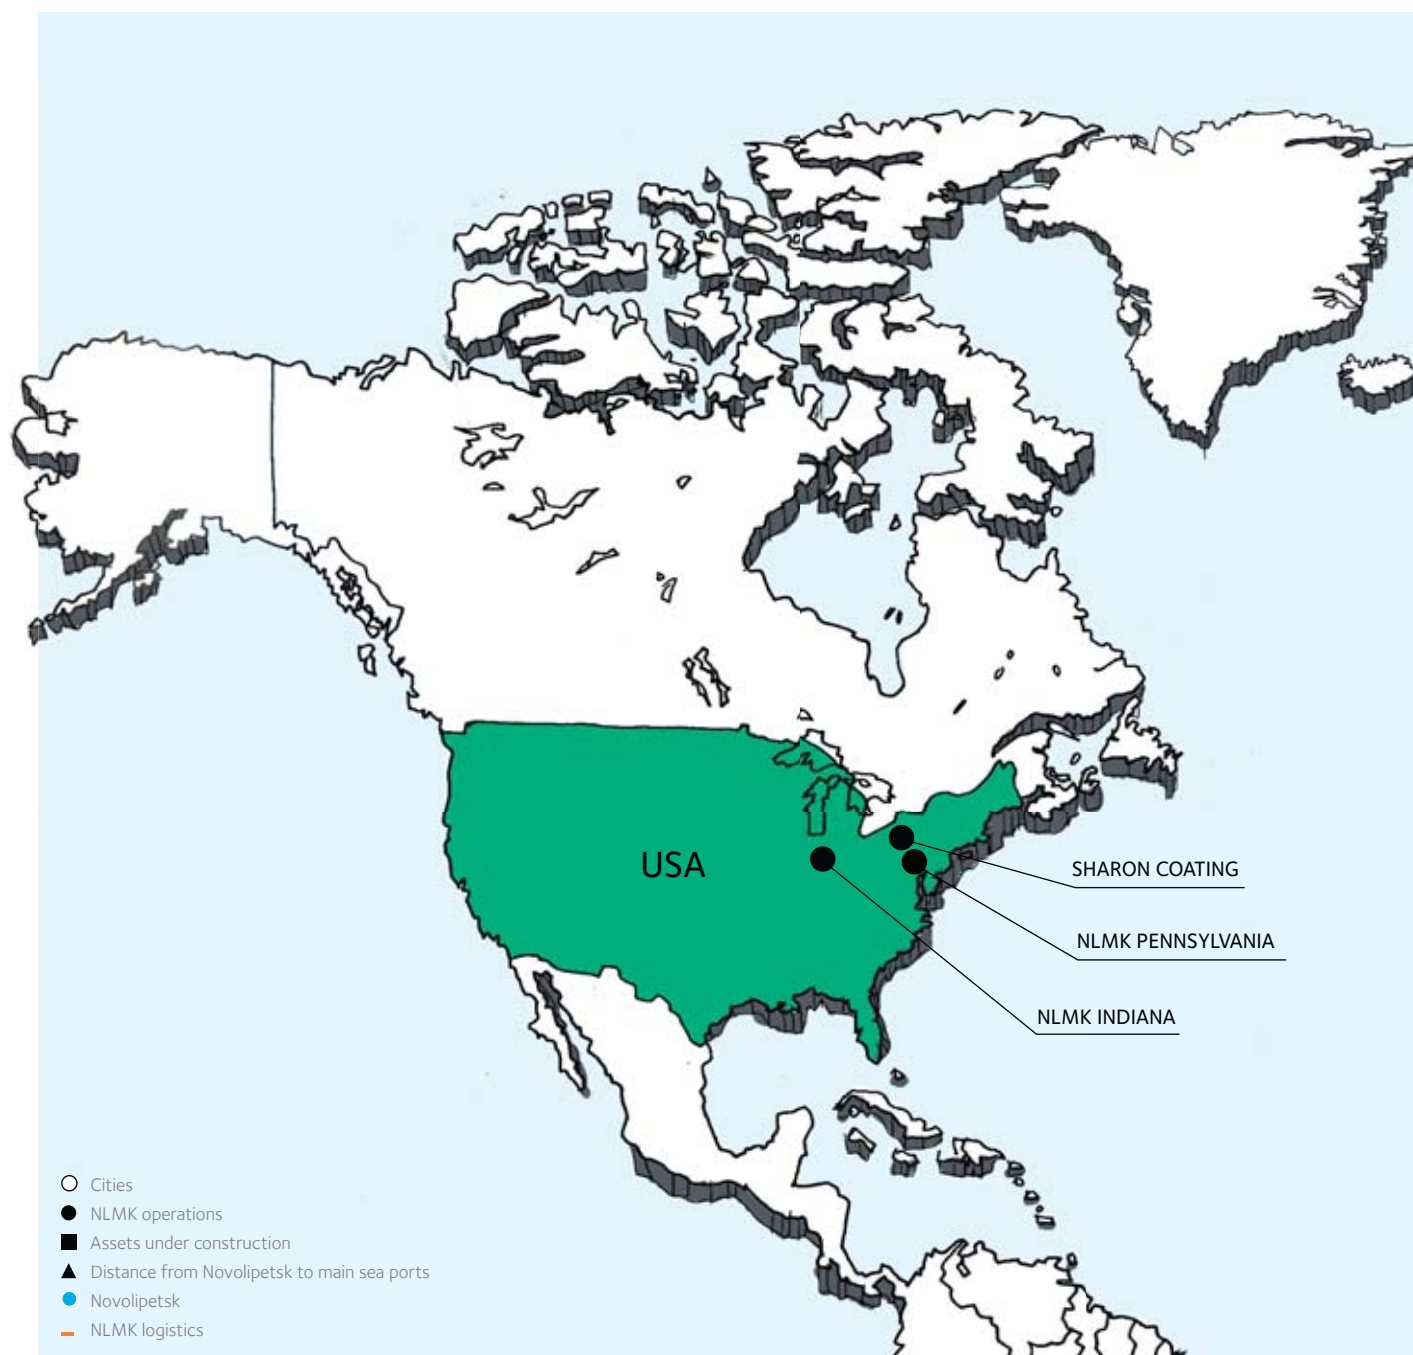 USA
SHARON COATING
NLMK PENNSYLVANIA
NLMK INDIANA
Cities
NLMK operations
Assets under construction
Distance from Novolipetsk to main sea ports
Novolipetsk
NLMK logistics